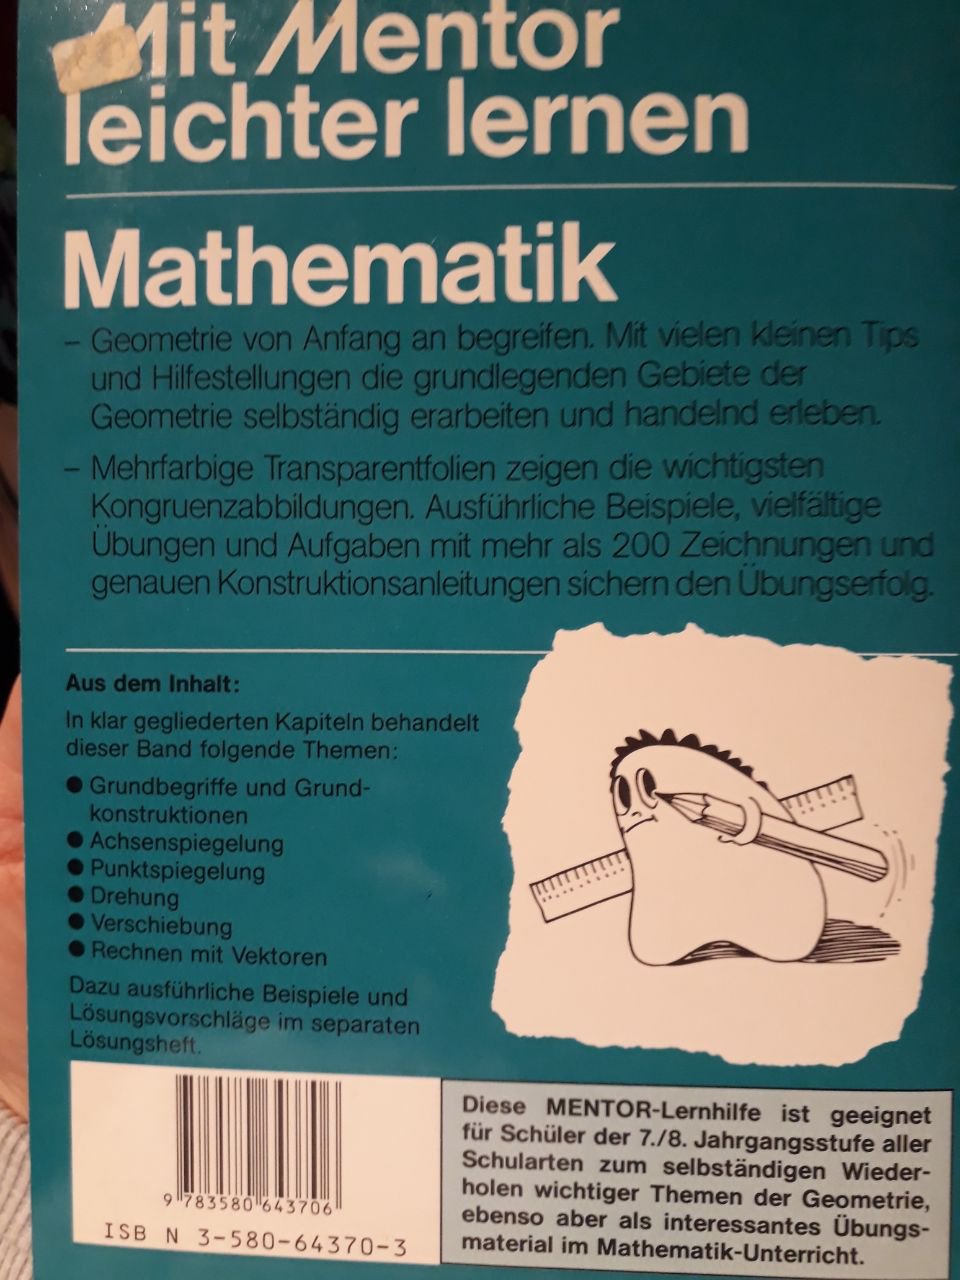 Mit Mentor
leichter lernen
Mathematik
– Geometrie von Anfang an begreifen. Mit vielen kleinen Tips
und Hilfestellungen die grundlegenden Gebiete der
Geometrie selbständig erarbeiten und handelnd erleben.
– Mehrfarbige Transparentfolien zeigen die wichtigsten
Kongruenzabbildungen. Ausführliche Beispiele, vielfältige
Übungen und Aufgaben mit mehr als 200 Zeichnungen und
genauen Konstruktionsanleitungen sichern den Übungserfolg.
Aus dem Inhalt:
In klar gegliederten Kapiteln behandelt
dieser Band folgende Themen:
● Grundbegriffe und Grund-
konstruktionen
● Achsenspiegelung
● Punktspiegelung
● Drehung
● Verschiebung
● Rechnen mit Vektoren
Dazu ausführliche Beispiele und
Lösungsvorschläge im separaten
Lösungsheft.
9 783580 643706
ISB N 3-580-64370-3
Diese MENTOR-Lernhilfe ist geeignet
für Schüler der 7./8. Jahrgangsstufe aller
Schularten zum selbständigen Wieder-
holen wichtiger Themen der Geometrie,
ebenso aber als interessantes Übungs-
material im Mathematik-Unterricht.